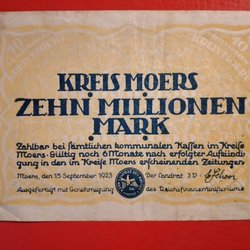 KREIS MOERS
ZEHN MILLIONEN
MARK
Zahlbar bei sämtlichen kommunalen Kassen im Kreise
Moers. Gültig noch 6 Monate nach erfolgter Aufkündi-
gung in den im Kreise Moers erscheinenden Zeitungen
Moers, den 15 September 1923 Der Landrat J.D.
Ausgefertigt mit Genehmigung des Reichsfinanzministeriums